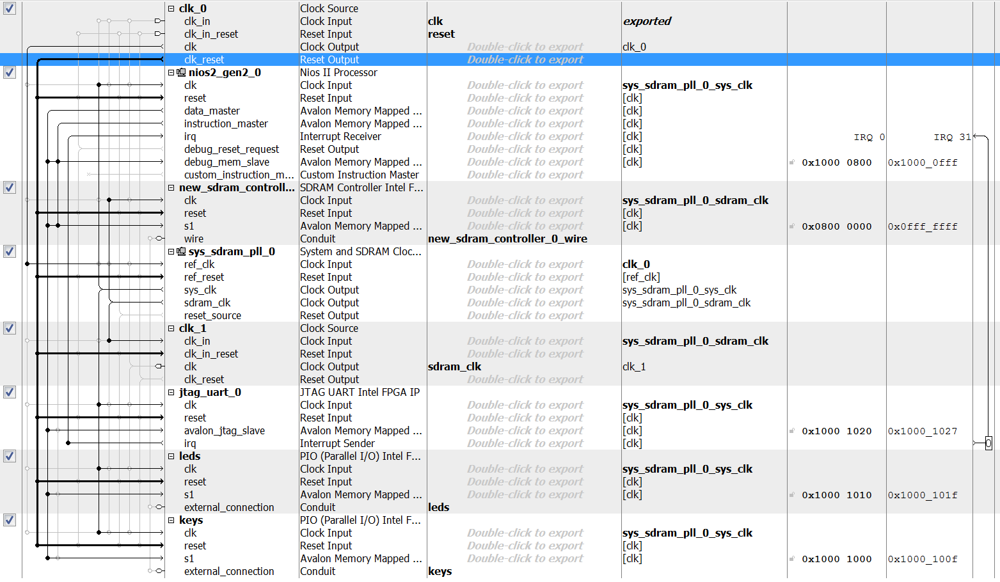 clk_0 Clock Source
clk_in Clock Input clk exported
clk_in_reset Reset Input reset
clk Clock Output Double-click to export clk_0
clk_reset Reset Output Double-click to export
nios2_gen2_0 Nios II Processor
clk Clock Input Double-click to export sys_sdram_pll_0_sys_clk
reset Reset Input Double-click to export [clk]
data_master Avalon Memory Mapped ... Double-click to export [clk]
instruction_master Avalon Memory Mapped ... Double-click to export [clk]
irq Interrupt Receiver Double-click to export [clk] IRQ 0 IRQ 31
debug_reset_request Reset Output Double-click to export [clk]
debug_mem_slave Avalon Memory Mapped ... Double-click to export [clk] 0x1000 0800 0x1000_0fff
custom_instruction_m... Custom Instruction Master Double-click to export
new_sdram_controll... SDRAM Controller Intel F...
clk Clock Input Double-click to export sys_sdram_pll_0_sdram_clk
reset Reset Input Double-click to export [clk]
s1 Avalon Memory Mapped ... Double-click to export [clk] 0x0800 0000 0x0fff_ffff
wire Conduit new_sdram_controller_0_wire
sys_sdram_pll_0 System and SDRAM Cloc...
ref_clk Clock Input Double-click to export clk_0
ref_reset Reset Input Double-click to export [ref_clk]
sys_clk Clock Output Double-click to export sys_sdram_pll_0_sys_clk
sdram_clk Clock Output Double-click to export sys_sdram_pll_0_sdram_clk
reset_source Reset Output Double-click to export
clk_1 Clock Source
clk_in Clock Input Double-click to export sys_sdram_pll_0_sdram_clk
clk_in_reset Reset Input Double-click to export
clk Clock Output sdram_clk clk_1
clk_reset Reset Output Double-click to export
jtag_uart_0 JTAG UART Intel FPGA IP
clk Clock Input Double-click to export sys_sdram_pll_0_sys_clk
reset Reset Input Double-click to export [clk]
avalon_jtag_slave Avalon Memory Mapped ... Double-click to export [clk] 0x1000 1020 0x1000_1027
irq Interrupt Sender Double-click to export [clk] 0
leds PIO (Parallel I/O) Intel F...
clk Clock Input Double-click to export sys_sdram_pll_0_sys_clk
reset Reset Input Double-click to export [clk]
s1 Avalon Memory Mapped ... Double-click to export [clk] 0x1000 1010 0x1000_101f
external_connection Conduit leds
keys PIO (Parallel I/O) Intel F...
clk Clock Input Double-click to export sys_sdram_pll_0_sys_clk
reset Reset Input Double-click to export [clk]
s1 Avalon Memory Mapped ... Double-click to export [clk] 0x1000 1000 0x1000_100f
external_connection Conduit keys